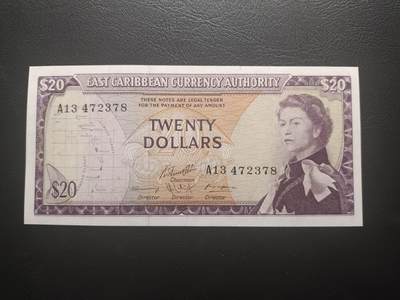 $20 EAST CARIBBEAN CURRENCY AUTHORITY $20
THESE NOTES ARE LEGAL TENDER
FOR THE PAYMENT OF ANY AMOUNT
A13 472378
TWENTY
DOLLARS
Chairman
A13 472378
$20
Director Director Director